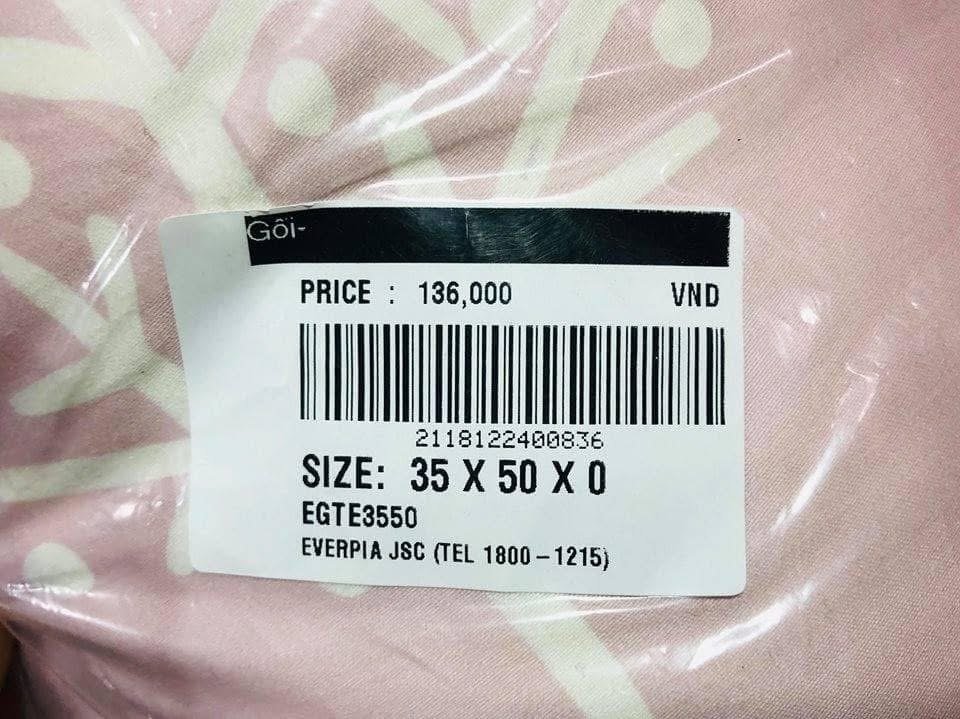 Gối-
PRICE : 136,000 VND
2118122400836
SIZE: 35 X 50 X 0
EGTE3550
EVERPIA JSC (TEL 1800-1215)